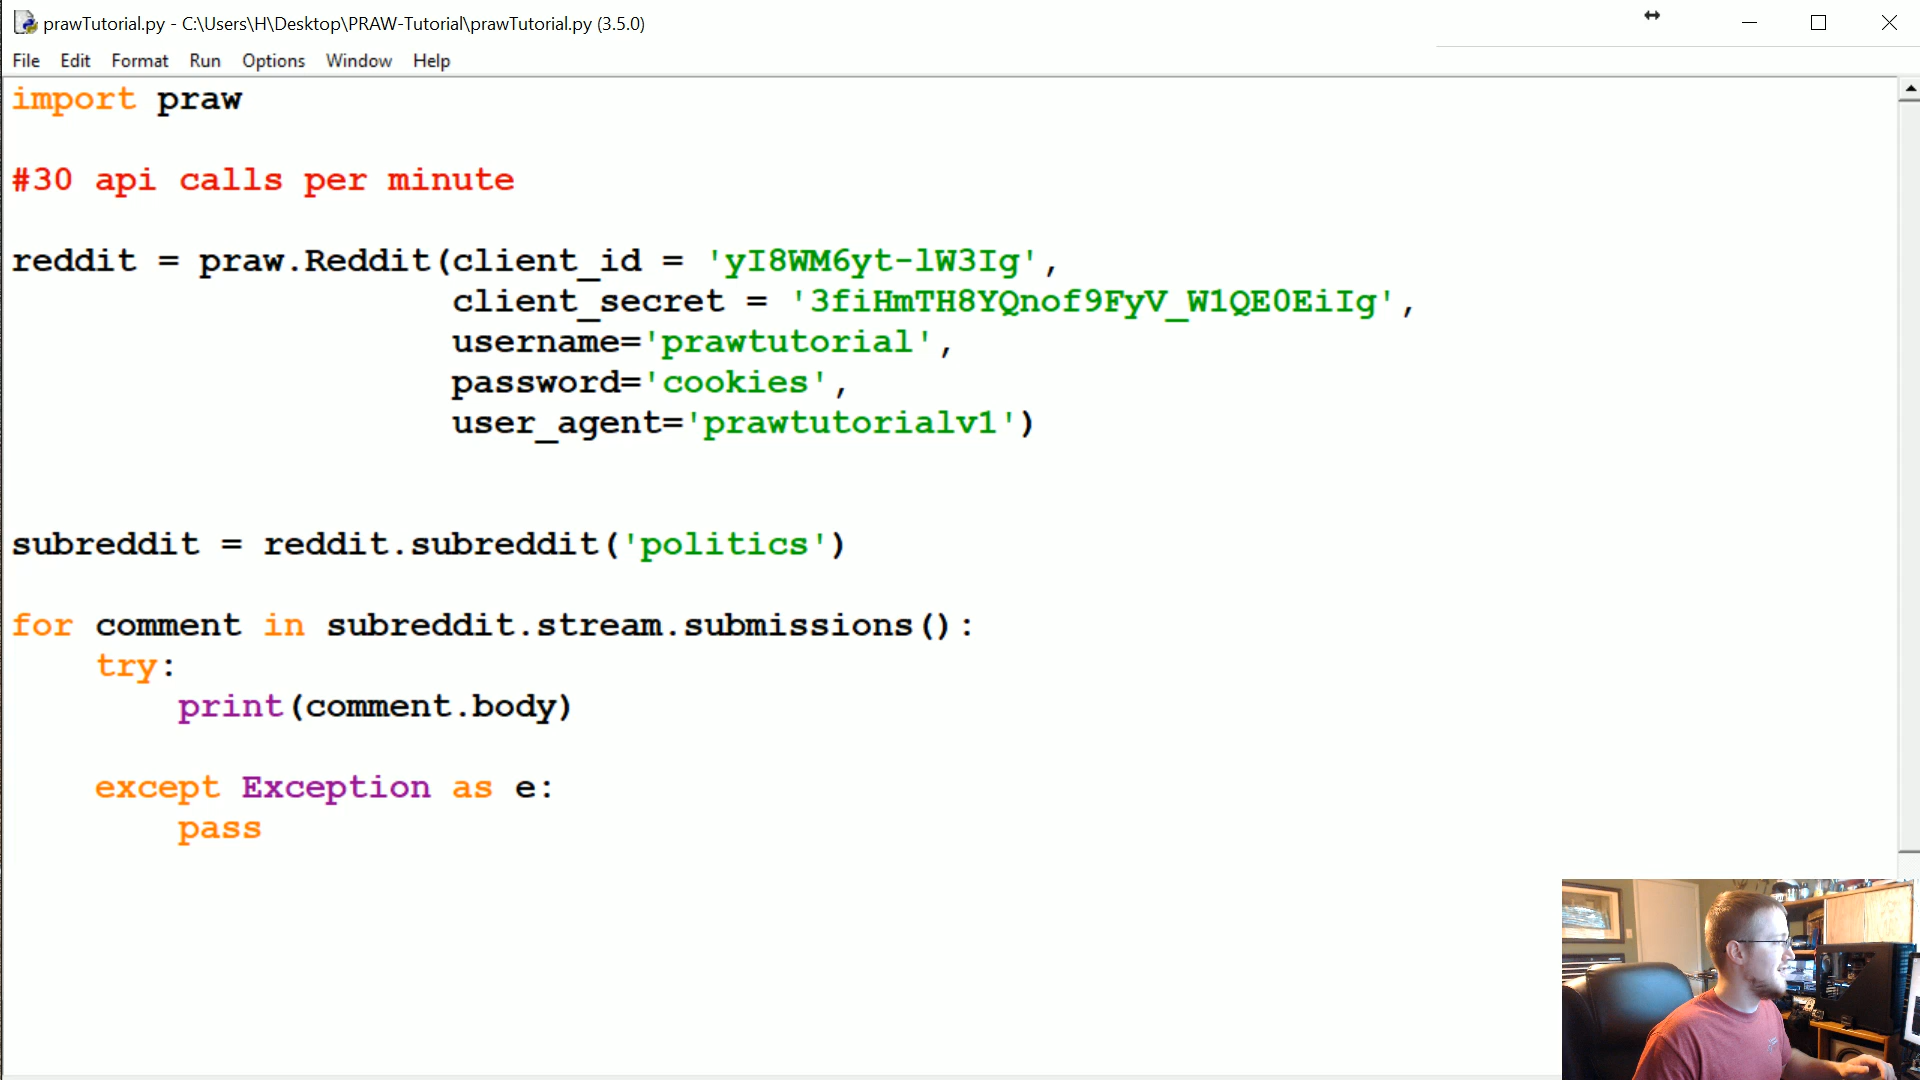 prawTutorial.py - C:\Users\H\Desktop\PRAW-Tutorial\prawTutorial.py (3.5.0)
File Edit Format Run Options Window Help
import praw
#30 api calls per minute
reddit = praw.Reddit(client_id = 'yI8WM6yt-lW3Ig',
client_secret = '3fiHmTH8YQnof9FyV_W1QE0EiIg',
username='prawtutorial',
password='cookies',
user_agent='prawtutorialv1')
subreddit = reddit.subreddit('politics')
for comment in subreddit.stream.submissions():
try:
print(comment.body)
except Exception as e:
pass